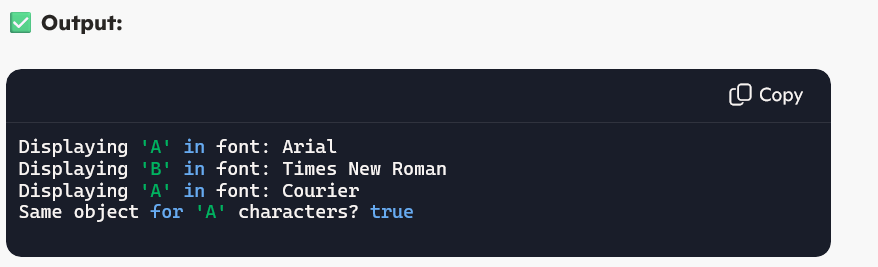 ✅ Output:
Copy
Displaying 'A' in font: Arial
Displaying 'B' in font: Times New Roman
Displaying 'A' in font: Courier
Same object for 'A' characters? true